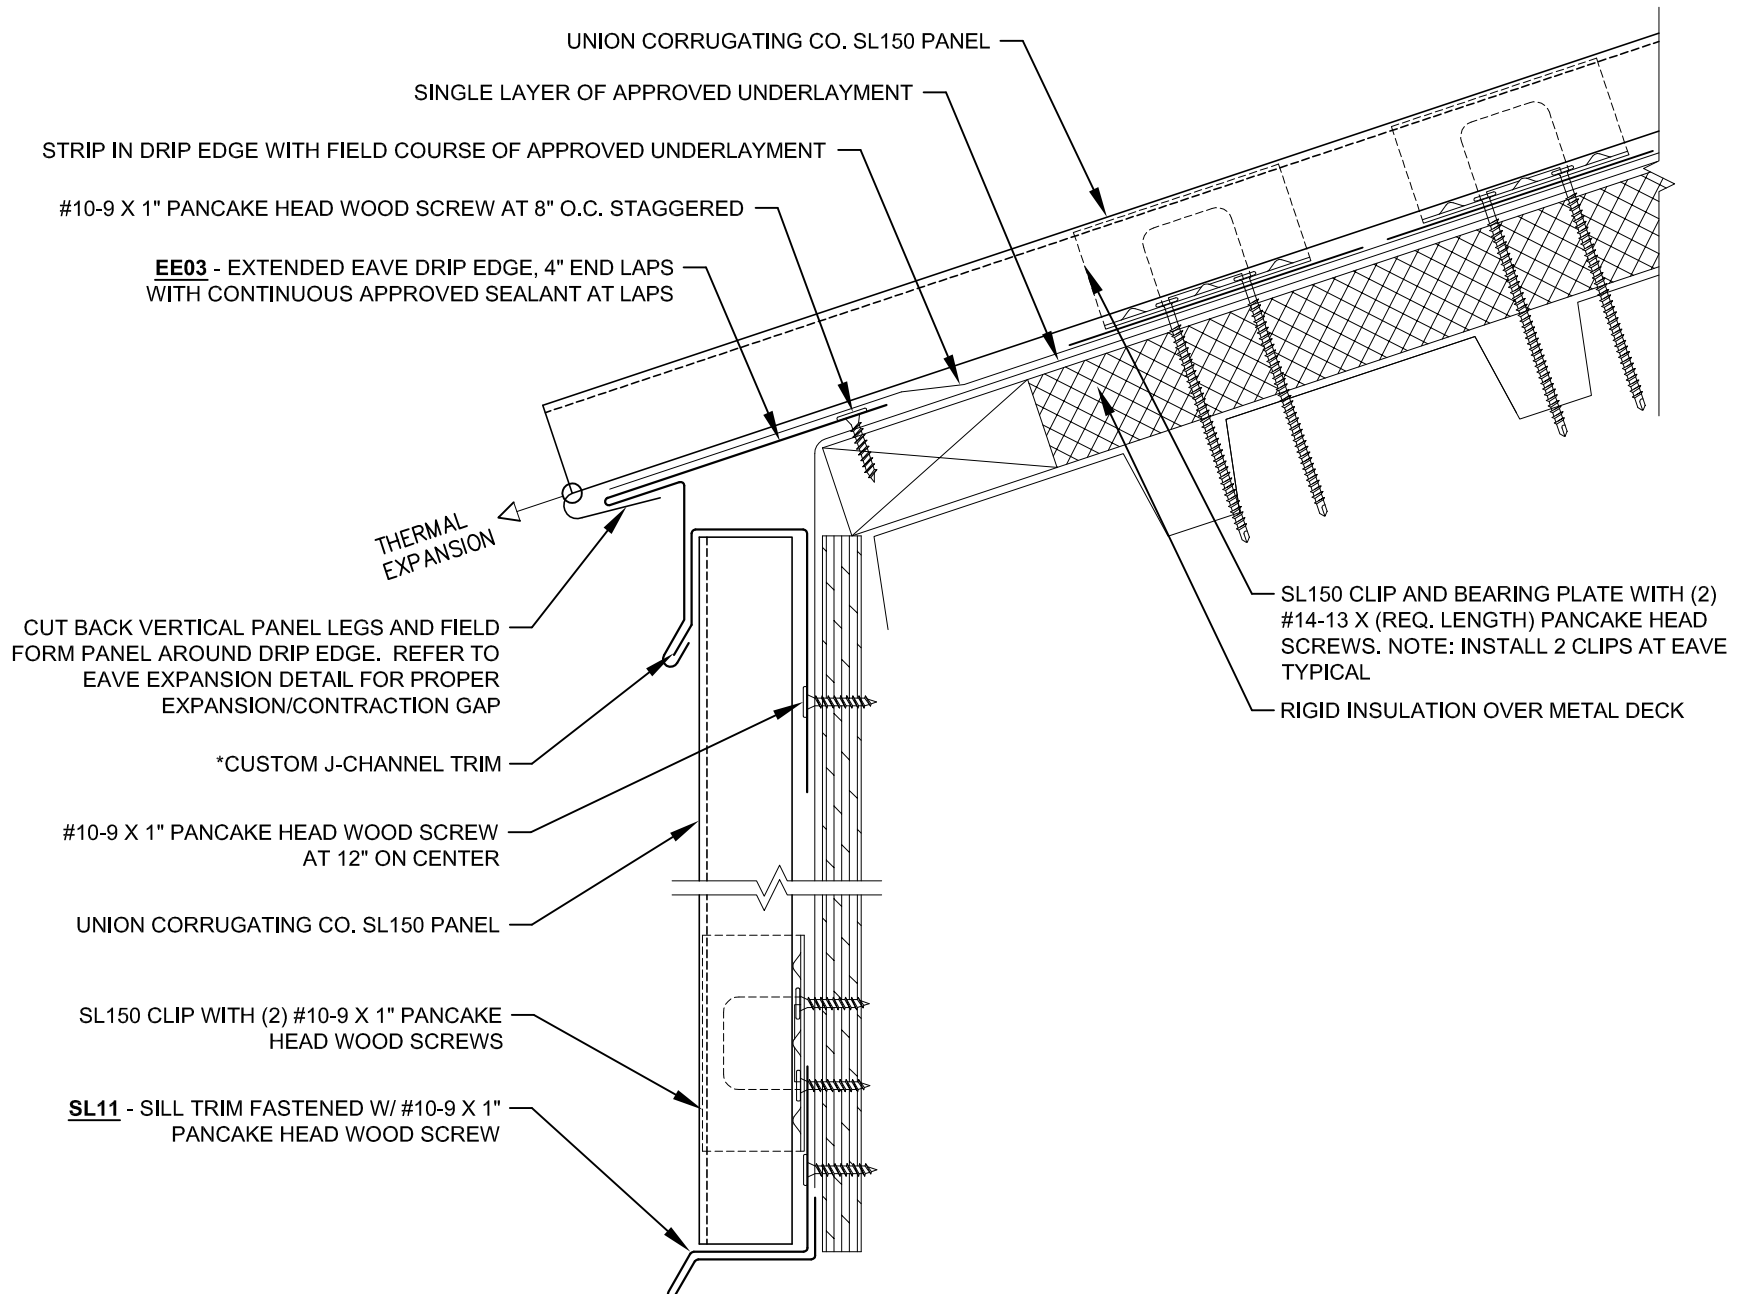 UNION CORRUGATING CO. SL150 PANEL
SINGLE LAYER OF APPROVED UNDERLAYMENT
STRIP IN DRIP EDGE WITH FIELD COURSE OF APPROVED UNDERLAYMENT
#10-9 X 1" PANCAKE HEAD WOOD SCREW AT 8" O.C. STAGGERED
EE03 - EXTENDED EAVE DRIP EDGE, 4" END LAPS
WITH CONTINUOUS APPROVED SEALANT AT LAPS
THERMAL
EXPANSION
CUT BACK VERTICAL PANEL LEGS AND FIELD
FORM PANEL AROUND DRIP EDGE. REFER TO
EAVE EXPANSION DETAIL FOR PROPER
EXPANSION/CONTRACTION GAP
*CUSTOM J-CHANNEL TRIM
#10-9 X 1" PANCAKE HEAD WOOD SCREW
AT 12" ON CENTER
UNION CORRUGATING CO. SL150 PANEL
SL150 CLIP WITH (2) #10-9 X 1" PANCAKE
HEAD WOOD SCREWS
SL11 - SILL TRIM FASTENED W/ #10-9 X 1"
PANCAKE HEAD WOOD SCREW
SL150 CLIP AND BEARING PLATE WITH (2)
#14-13 X (REQ. LENGTH) PANCAKE HEAD
SCREWS. NOTE: INSTALL 2 CLIPS AT EAVE
TYPICAL
RIGID INSULATION OVER METAL DECK